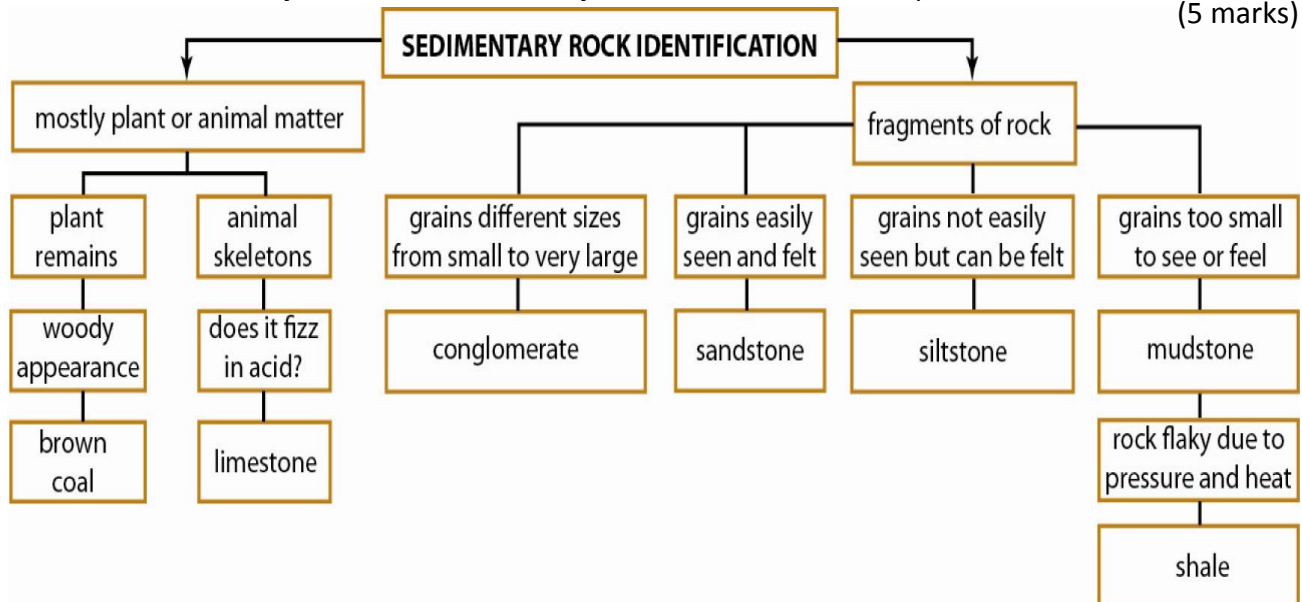 (5 marks)
SEDIMENTARY ROCK IDENTIFICATION
mostly plant or animal matter
fragments of rock
plant
remains
animal
skeletons
grains different sizes
from small to very large
grains easily
seen and felt
grains not easily
seen but can be felt
grains too small
to see or feel
woody
appearance
does it fizz
in acid?
conglomerate
sandstone
siltstone
mudstone
brown
coal
limestone
rock flaky due to
pressure and heat
shale